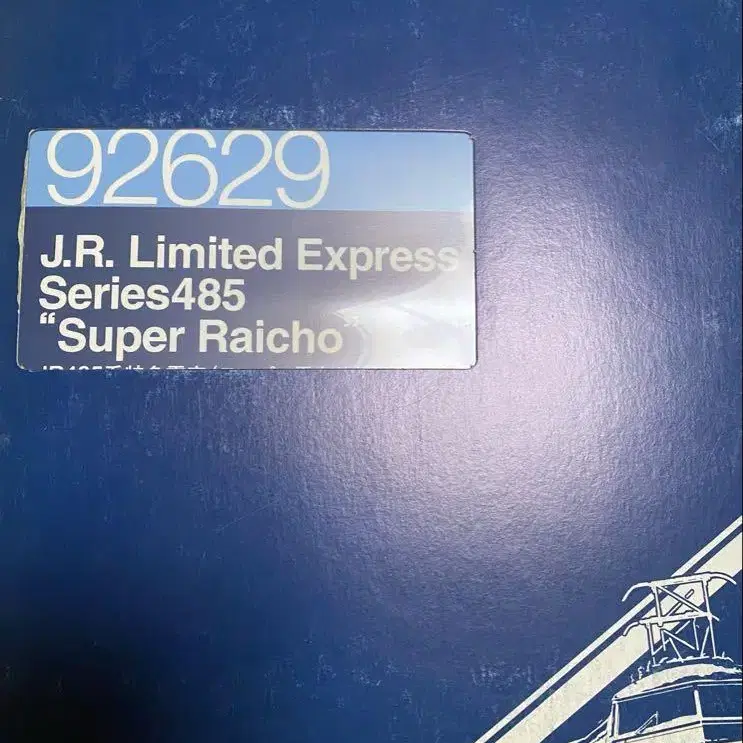 92629
J.R. Limited Express
Series485
“Super Raicho”